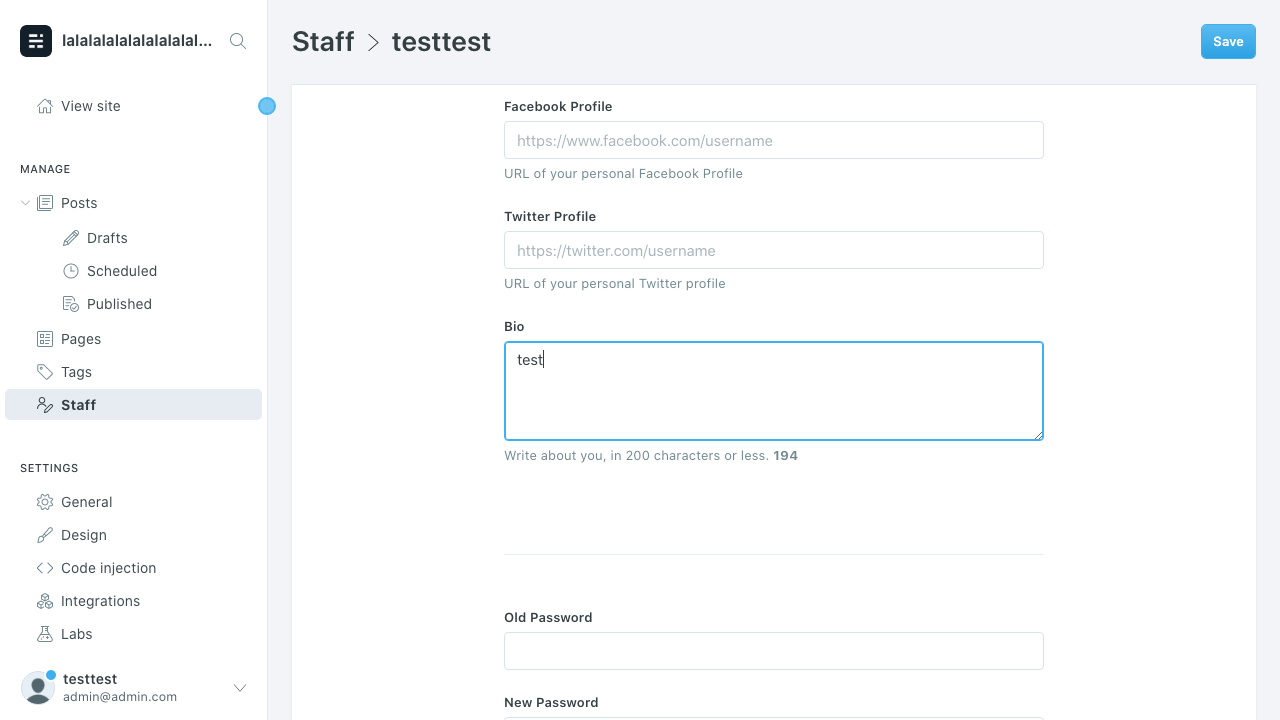 lalalalalalalalalal...
Staff > testtest
Save
View site
MANAGE
Posts
Drafts
Scheduled
Published
Pages
Tags
Staff
SETTINGS
General
Design
Code injection
Integrations
Labs
testtest
admin@admin.com
Facebook Profile
https://www.facebook.com/username
URL of your personal Facebook Profile
Twitter Profile
https://twitter.com/username
URL of your personal Twitter profile
Bio
test
Write about you, in 200 characters or less. 194
Old Password
New Password